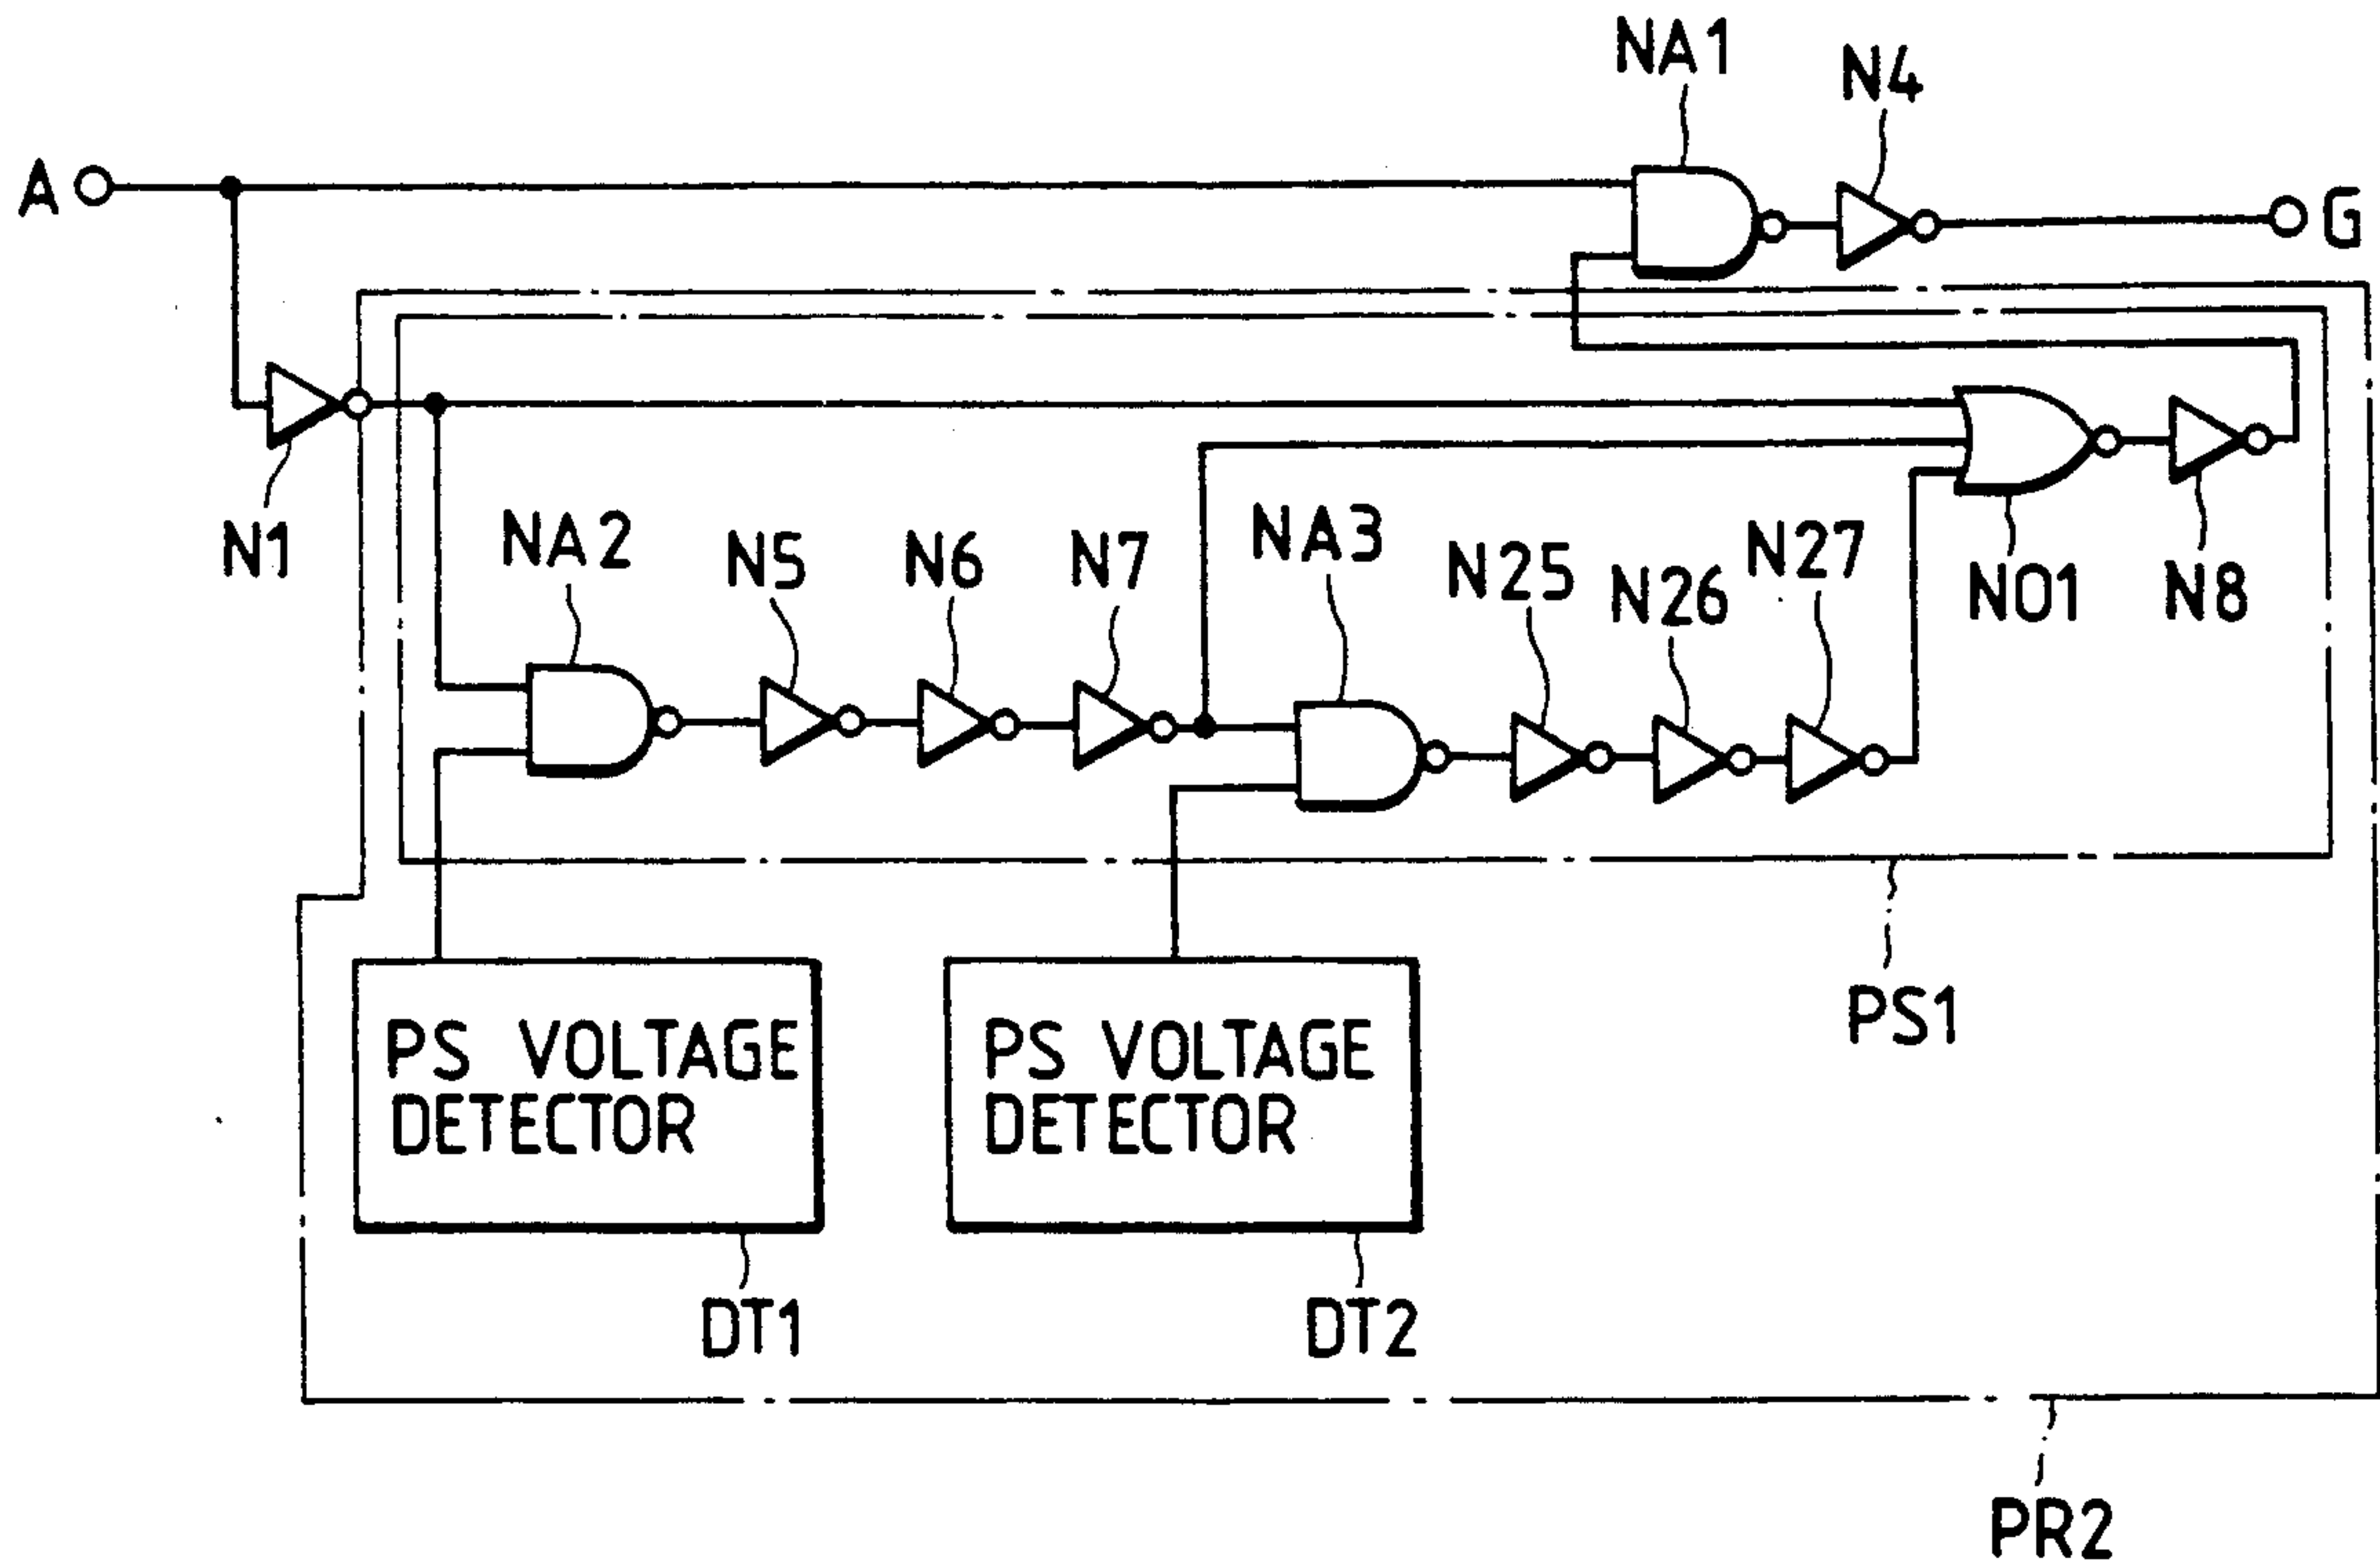 NA1
N4
A
G
N1
NA2
N5
N6
N7
NA3
N25
N26
N27
NO1
N8
PS VOLTAGE
DETECTOR
PS VOLTAGE
DETECTOR
PS1
DT1
DT2
PR2